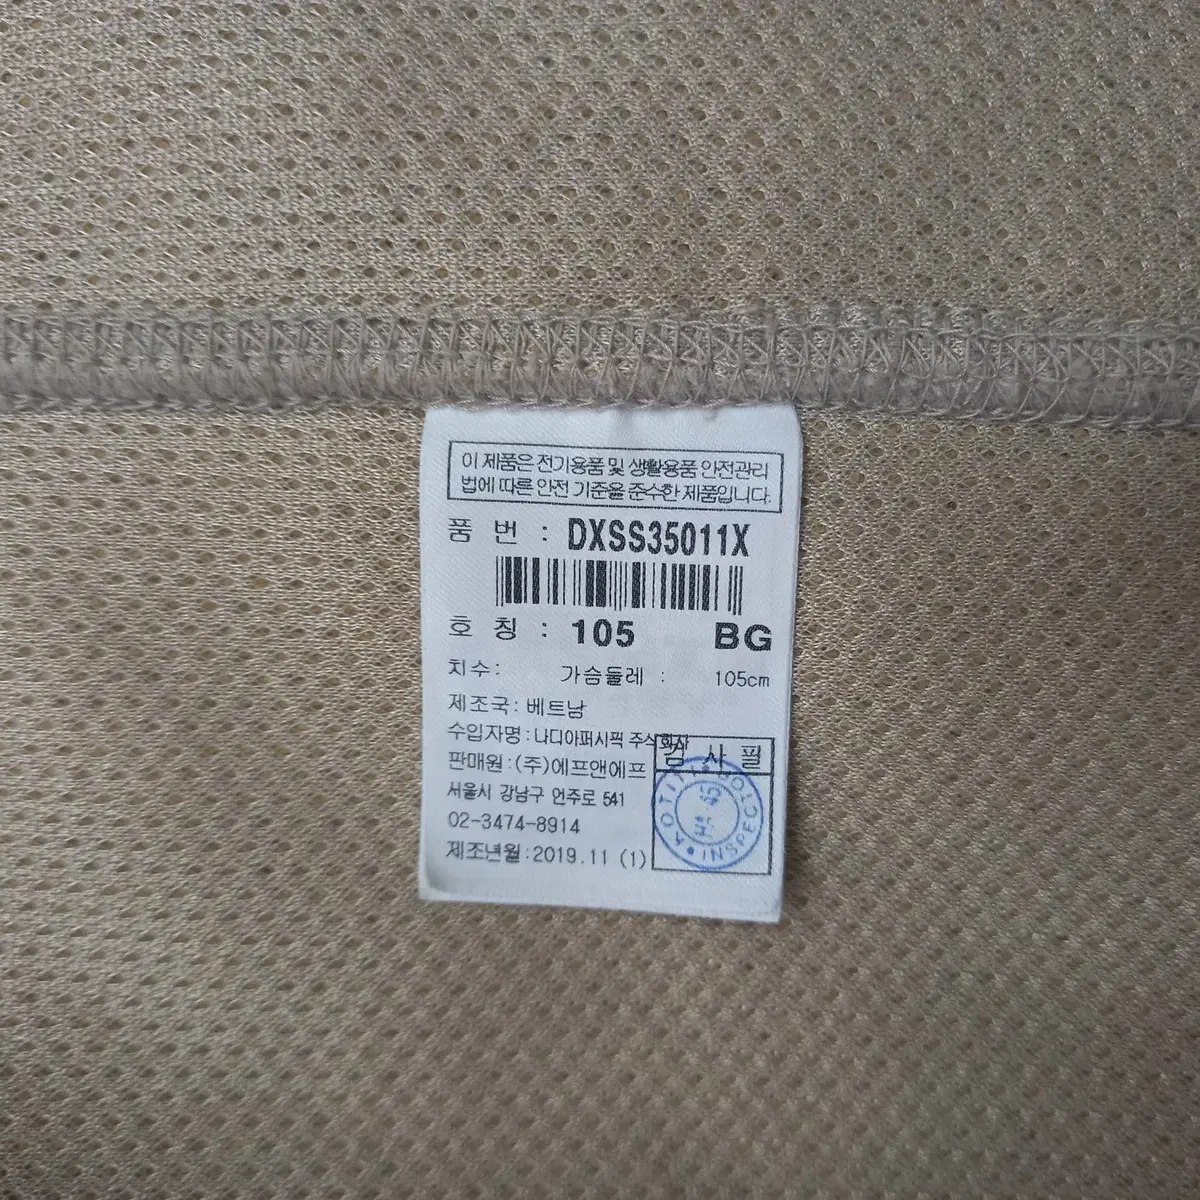 이 제품은 전기용품 및 생활용품 안전관리
법에 따른 안전 기준을 준수한 제품입니다.
품 번 : DXSS35011X
호 칭 : 105 BG
치수: 가슴둘레 : 105cm
제조국: 베트남
수입자명 : 나디아퍼시픽 주식회사
판매원 : (주)에프앤에프
서울시 강남구 언주로 541
02-3474-8914
제조년월 : 2019.11 (1)
검 사 필
KOTITI INSPECTOR